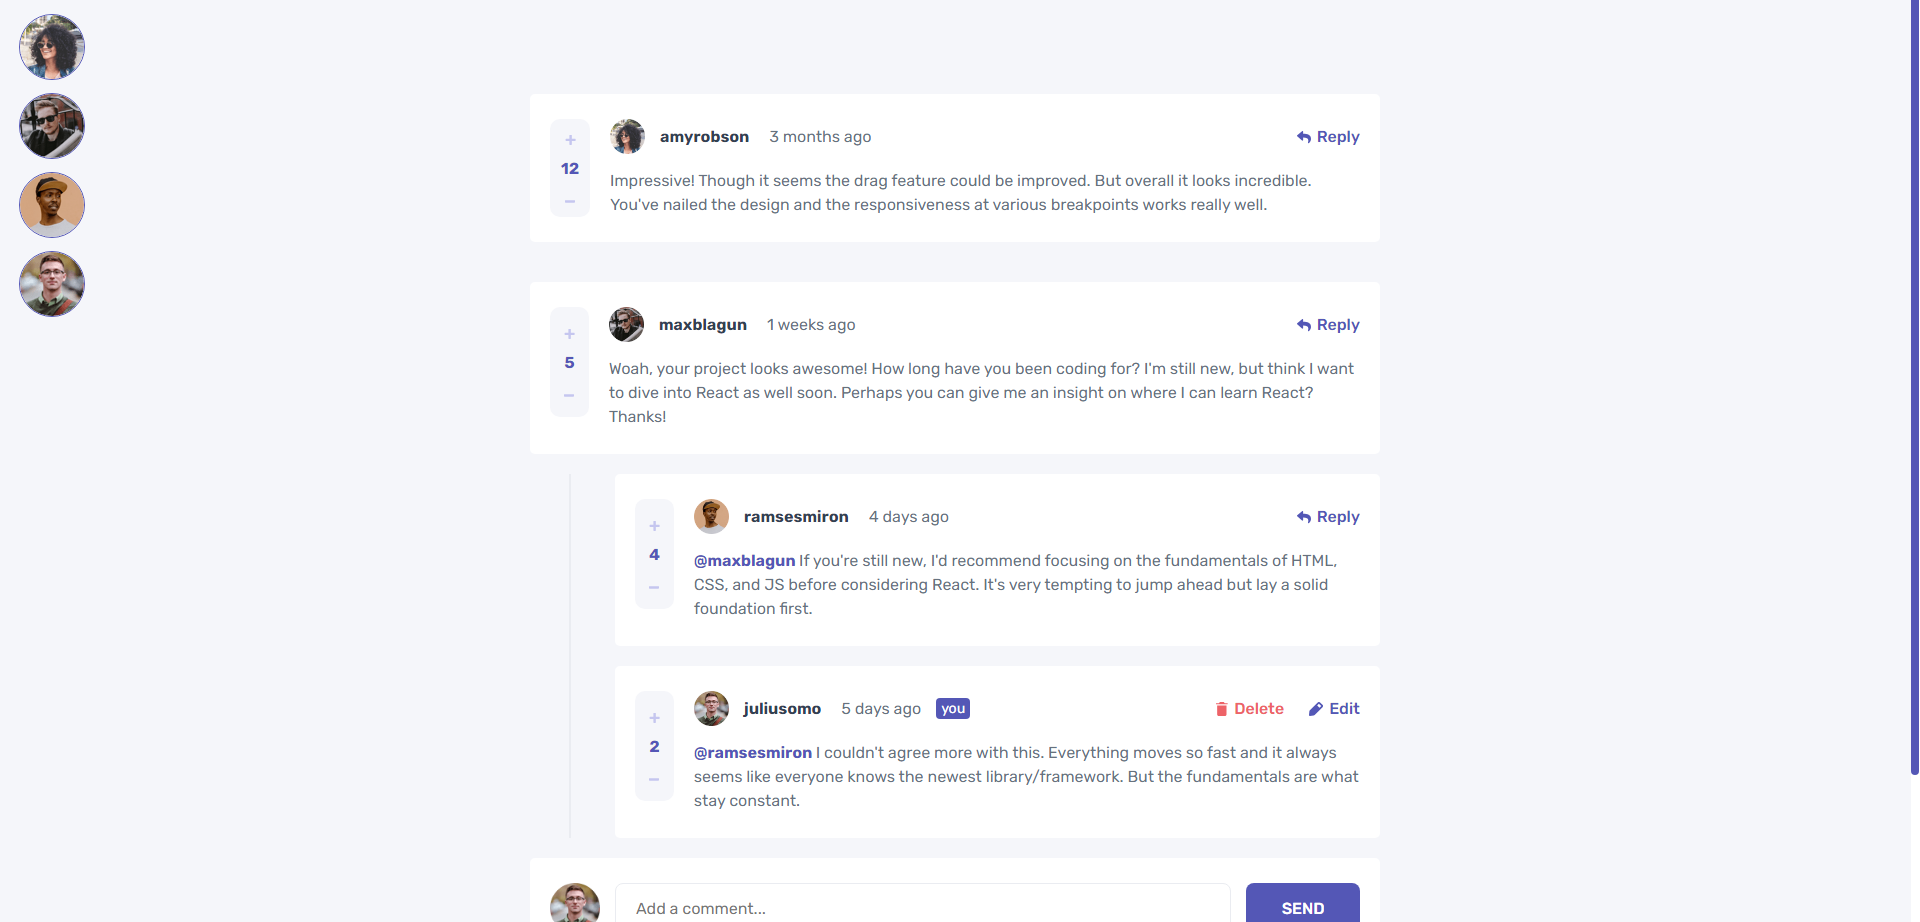 amyrobson 3 months ago Reply
+
12
−
Impressive! Though it seems the drag feature could be improved. But overall it looks incredible.
You've nailed the design and the responsiveness at various breakpoints works really well.
maxblagun 1 weeks ago Reply
+
5
−
Woah, your project looks awesome! How long have you been coding for? I'm still new, but think I want
to dive into React as well soon. Perhaps you can give me an insight on where I can learn React?
Thanks!
ramsesmiron 4 days ago Reply
+
4
−
@maxblagun If you're still new, I'd recommend focusing on the fundamentals of HTML,
CSS, and JS before considering React. It's very tempting to jump ahead but lay a solid
foundation first.
juliusomo 5 days ago you Delete Edit
+
2
−
@ramsesmiron I couldn't agree more with this. Everything moves so fast and it always
seems like everyone knows the newest library/framework. But the fundamentals are what
stay constant.
Add a comment... SEND